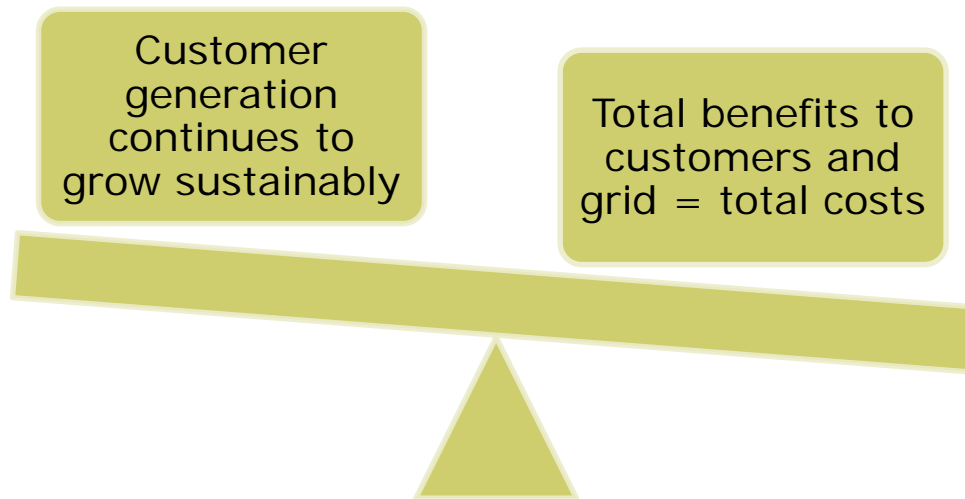 Customer
generation
continues to
grow sustainably
Total benefits to
customers and
grid = total costs